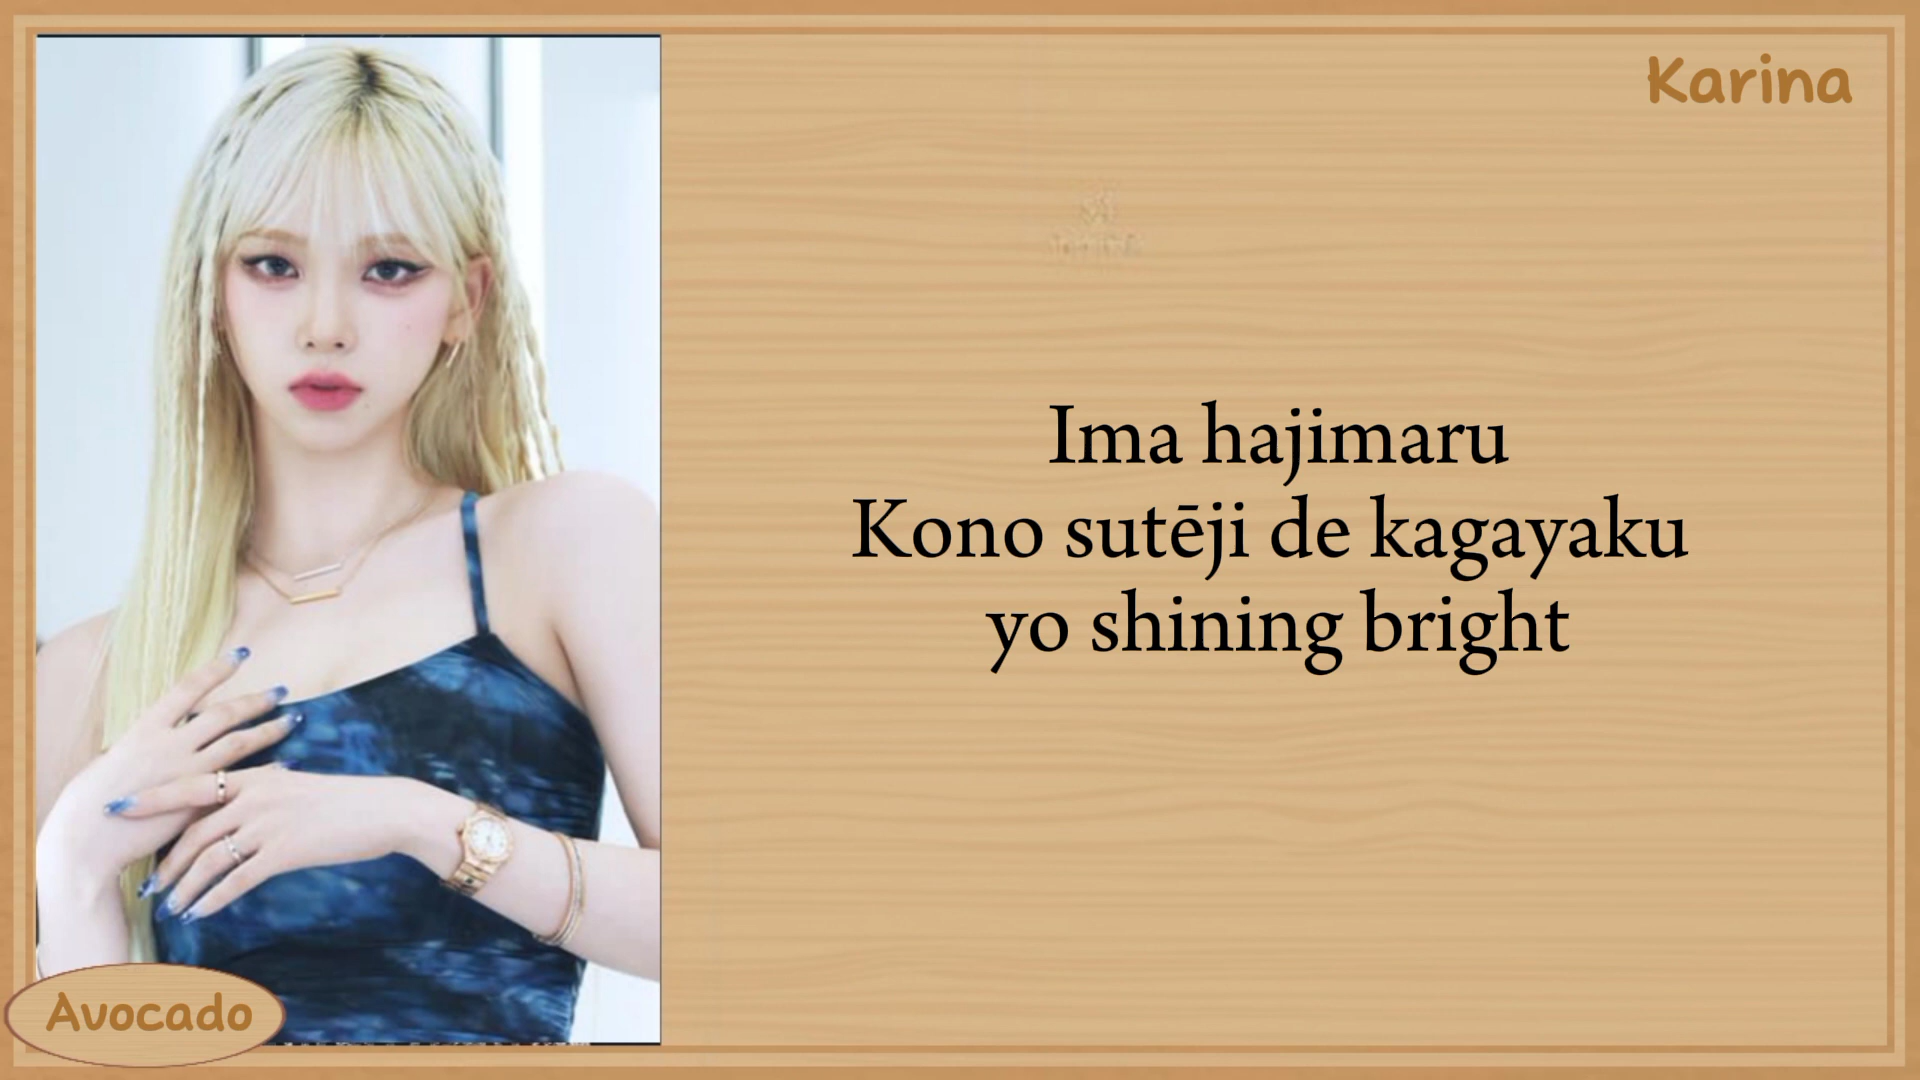 Karina
Ima hajimaru
Kono sutēji de kagayaku
yo shining bright
Avocado